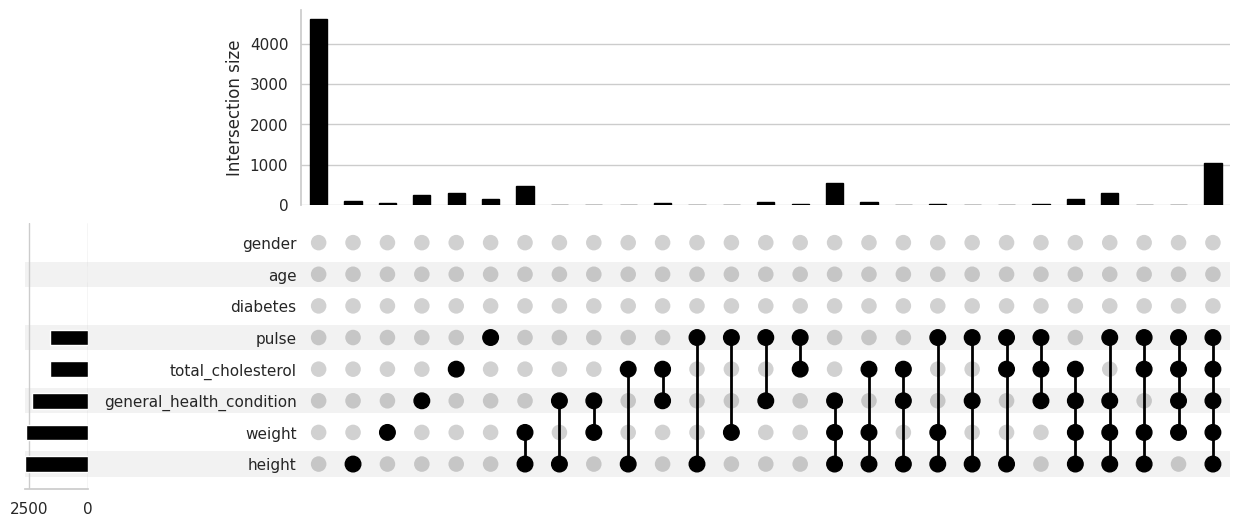 Intersection size
4000
3000
2000
1000
0
gender
age
diabetes
pulse
total_cholesterol
general_health_condition
weight
height
2500 0